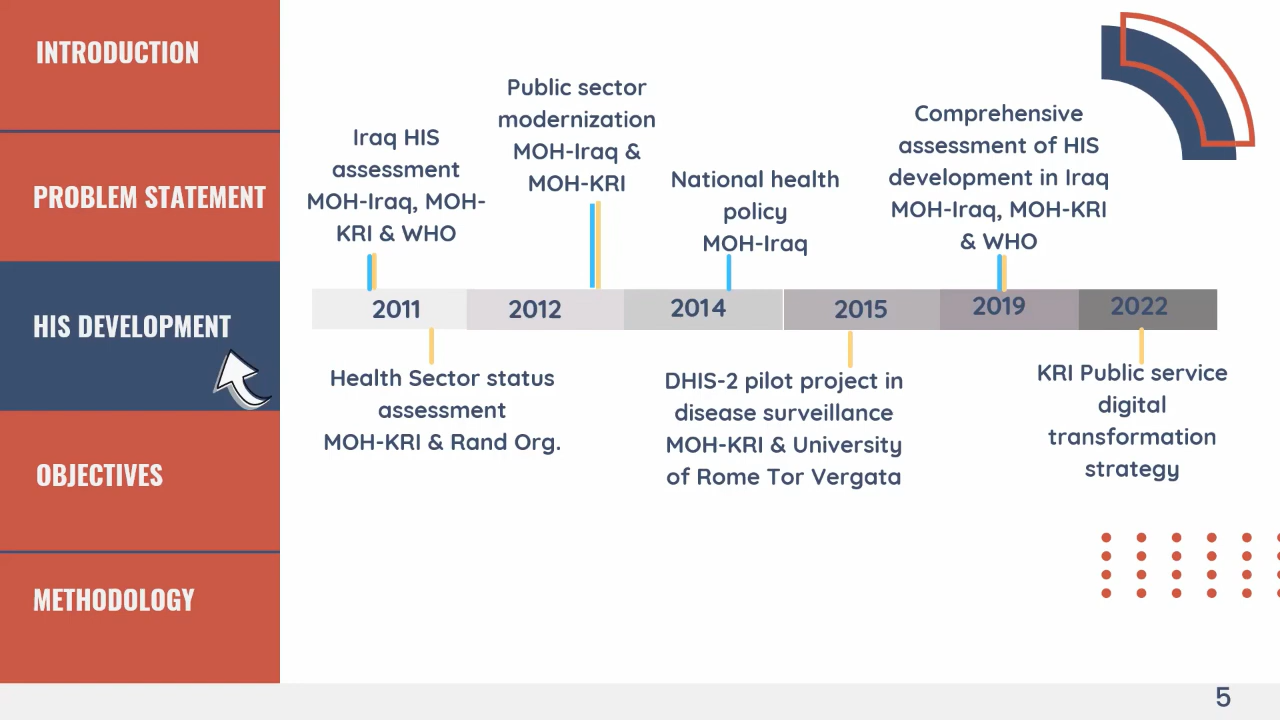 INTRODUCTION
PROBLEM STATEMENT
HIS DEVELOPMENT
OBJECTIVES
METHODOLOGY
Iraq HIS
assessment
MOH-Iraq, MOH-
KRI & WHO
Public sector
modernization
MOH-Iraq &
MOH-KRI
National health
policy
MOH-Iraq
Comprehensive
assessment of HIS
development in Iraq
MOH-Iraq, MOH-KRI
& WHO
2011
2012
2014
2015
2019
2022
Health Sector status
assessment
MOH-KRI & Rand Org.
DHIS-2 pilot project in
disease surveillance
MOH-KRI & University
of Rome Tor Vergata
KRI Public service
digital
transformation
strategy
5